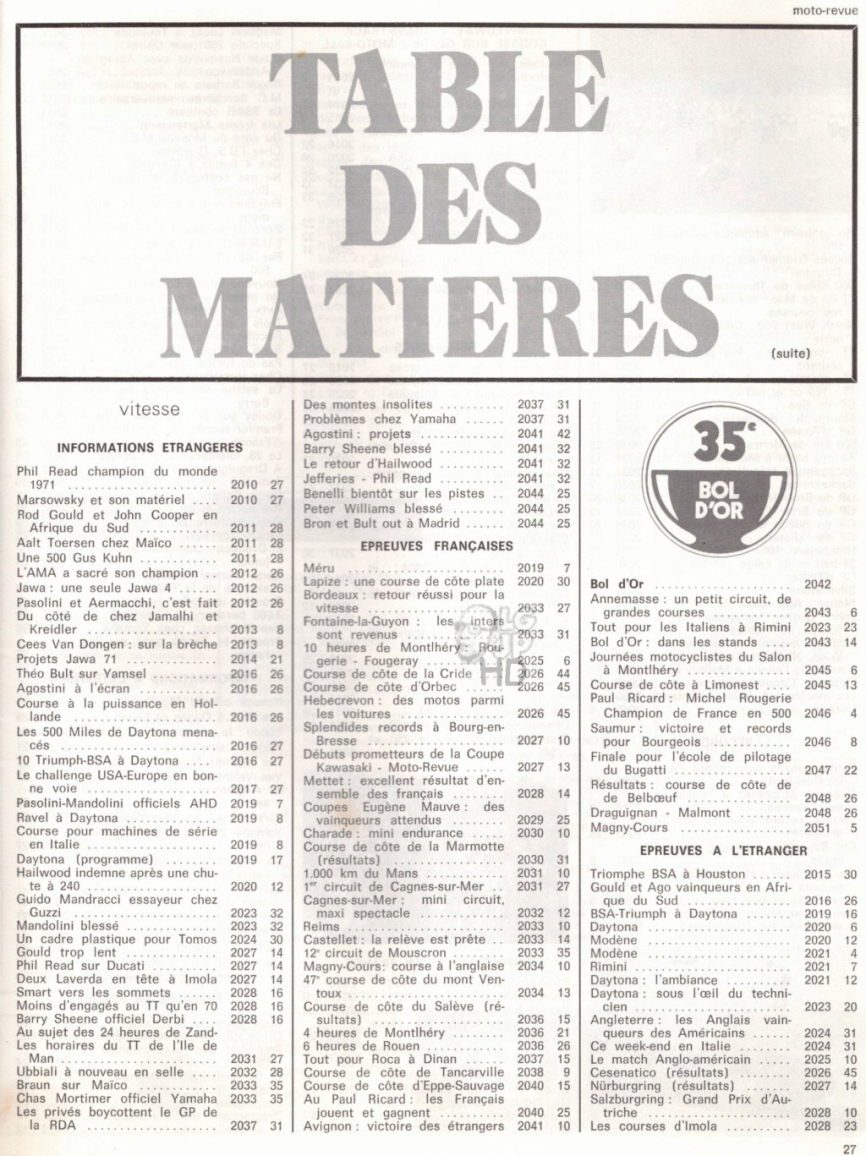 moto-revue
TABLE
DES
MATIERES
(suite)
vitesse
INFORMATIONS ETRANGERES
Phil Read champion du monde
1971 .................... 2010 27
Marsowsky et son matériel .... 2010 27
Rod Gould et John Cooper en
Afrique du Sud ............ 2011 28
Aalt Toersen chez Maïco ...... 2011 28
Une 500 Gus Kuhn .......... 2011 28
L'AMA a sacré son champion .. 2012 26
Jawa : une seule Jawa 4 ...... 2012 26
Pasolini et Aermacchi, c'est fait 2012 26
Du côté de chez Jamalhi et
Kreidler .................. 2013 8
Cees Van Dongen : sur la brèche 2013 8
Projets Jawa 71 .............. 2014 21
Théo Bult sur Yamsel ........ 2016 26
Agostini à l'écran ............ 2016 26
Course à la puissance en Hol-
lande .................... 2016 26
Les 500 Miles de Daytona mena-
cés ...................... 2016 27
10 Triumph-BSA à Daytona .... 2016 27
Le challenge USA-Europe en bon-
ne voie .................. 2017 27
Pasolini-Mandolini officiels AHD 2019 7
Ravel à Daytona .............. 2019 8
Course pour machines de série
en Italie .................. 2019 8
Daytona (programme) ........ 2019 17
Hailwood indemne après une chu-
te à 240 .................. 2020 12
Guido Mandracci essayeur chez
Guzzi .................... 2023 32
Mandolini blessé .............. 2023 32
Un cadre plastique pour Tomos 2024 30
Gould trop lent .............. 2027 14
Phil Read sur Ducati .......... 2027 14
Deux Laverda en tête à Imola 2027 14
Smart vers les sommets ...... 2028 16
Moins d'engagés au TT qu'en 70 2028 16
Barry Sheene officiel Derbi .... 2028 16
Au sujet des 24 heures de Zand-
Les horaires du TT de l'Ile de
Man ...................... 2031 27
Ubbiali à nouveau en selle .... 2032 28
Braun sur Maïco .............. 2033 35
Chas Mortimer officiel Yamaha 2033 35
Les privés boycottent le GP de
la RDA .................. 2037 31
Des montes insolites .......... 2037 31
Problèmes chez Yamaha ...... 2037 31
Agostini : projets ............ 2041 42
Barry Sheene blessé .......... 2041 32
Le retour d'Hailwood .......... 2041 32
Jefferies - Phil Read .......... 2041 32
Benelli bientôt sur les pistes .. 2044 25
Peter Williams blessé .......... 2044 25
Bron et Bult out à Madrid ...... 2044 25
EPREUVES FRANÇAISES
Méru ...................... 2019 7
Lapize : une course de côte plate 2020 30
Bordeaux : retour réussi pour la
vitesse .................... 2033 27
Fontaine-la-Guyon : les inters
sont revenus .............. 2033 31
10 heures de Montlhéry : Rou-
gerie - Fougeray ............ 2025 6
Course de côte de la Cride .... 2026 44
Course de côte d'Orbec ...... 2026 45
Hebecrevon : des motos parmi
les voitures ................ 2026 45
Splendides records à Bourg-en-
Bresse .................... 2027 10
Débuts prometteurs de la Coupe
Kawasaki - Moto-Revue ...... 2027 13
Mettet : excellent résultat d'en-
semble des français ........ 2028 14
Coupes Eugène Mauve : des
vainqueurs attendus ........ 2029 25
Charade : mini endurance ..... 2030 10
Course de côte de la Marmotte
(résultats) ................ 2030 31
1.000 km du Mans .......... 2031 10
1er circuit de Cagnes-sur-Mer .. 2031 27
Cagnes-sur-Mer : mini circuit,
maxi spectacle ............ 2032 12
Reims ...................... 2033 10
Castellet : la relève est prête .. 2033 14
12e circuit de Mouscron ...... 2033 35
Magny-Cours: course à l'anglaise 2034 10
47e course de côte du mont Ven-
toux ...................... 2034 13
Course de côte du Salève (ré-
sultats) .................. 2036 15
4 heures de Montlhéry ........ 2036 21
6 heures de Rouen .......... 2036 26
Tout pour Roca à Dinan ...... 2037 15
Course de côte de Tancarville 2038 9
Course de côte d'Eppe-Sauvage 2040 15
Au Paul Ricard : les Français
jouent et gagnent .......... 2040 25
Avignon : victoire des étrangers 2041 10
35e
BOL
D'OR
Bol d'Or .................... 2042
Annemasse : un petit circuit, de
grandes courses ............ 2043 6
Tout pour les Italiens à Rimini 2023 23
Bol d'Or : dans les stands .... 2043 14
Journées motocyclistes du Salon
à Montlhéry .............. 2045 6
Course de côte à Limonest .... 2045 13
Paul Ricard : Michel Rougerie
Champion de France en 500 2046 4
Saumur : victoire et records
pour Bourgeois ............ 2046 8
Finale pour l'école de pilotage
du Bugatti ................ 2047 22
Résultats : course de côte de
de Belbœuf .............. 2048 26
Draguignan - Malmont ........ 2048 26
Magny-Cours ................ 2051 5
EPREUVES A L'ETRANGER
Triomphe BSA à Houston ...... 2015 30
Gould et Ago vainqueurs en Afri-
que du Sud .............. 2016 26
BSA-Triumph à Daytona ........ 2019 16
Daytona .................... 2020 6
Modène .................... 2020 12
Modène .................... 2021 4
Rimini ...................... 2021 7
Daytona : l'ambiance .......... 2021 12
Daytona : sous l'œil du techni-
cien ...................... 2023 20
Angleterre : les Anglais vain-
queurs des Américains ...... 2024 31
Ce week-end en Italie ........ 2024 31
Le match Anglo-américain .... 2025 10
Cesenatico (résultats) ........ 2026 45
Nürburgring (résultats) ........ 2027 14
Salzburgring : Grand Prix d'Au-
triche .................... 2028 10
Les courses d'Imola .......... 2028 23
27